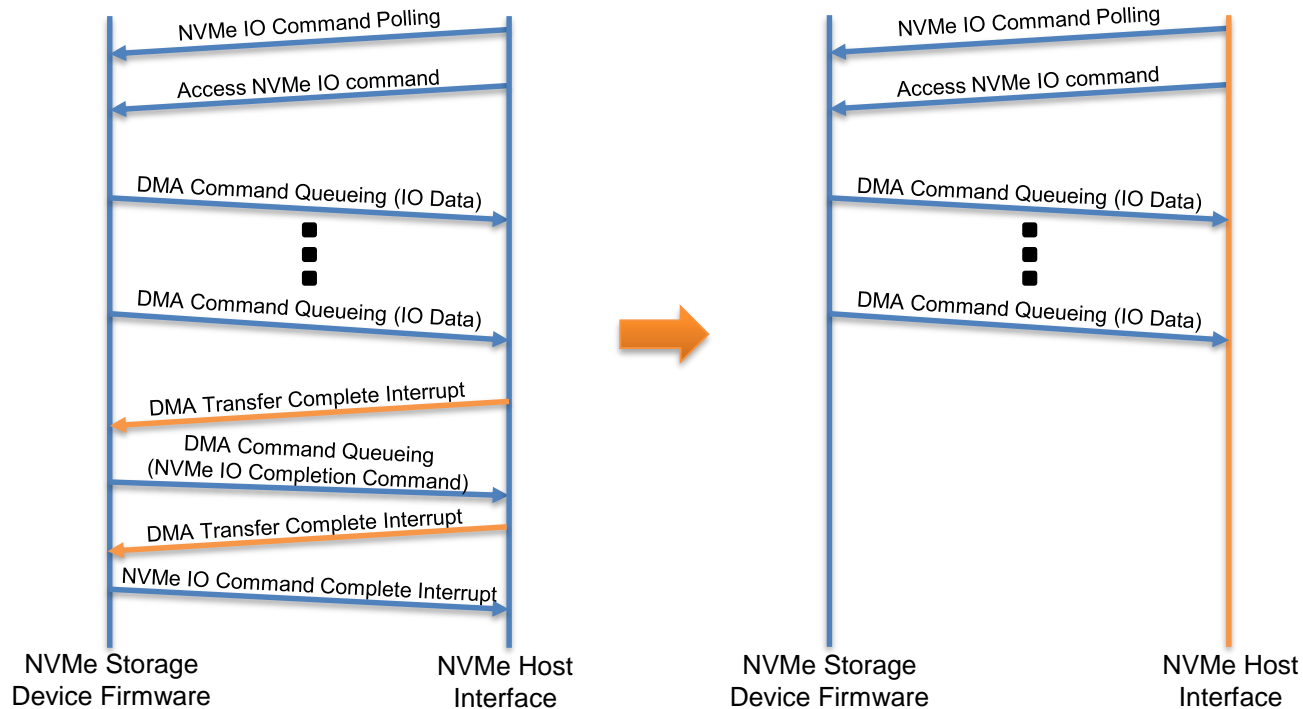 NVMe IO Command Polling
Access NVMe IO command
DMA Command Queueing (IO Data)
DMA Command Queueing (IO Data)
DMA Transfer Complete Interrupt
DMA Command Queueing
(NVMe IO Completion Command)
DMA Transfer Complete Interrupt
NVMe IO Command Complete Interrupt
NVMe Storage
Device Firmware
NVMe Host
Interface
NVMe IO Command Polling
Access NVMe IO command
DMA Command Queueing (IO Data)
DMA Command Queueing (IO Data)
NVMe Storage
Device Firmware
NVMe Host
Interface